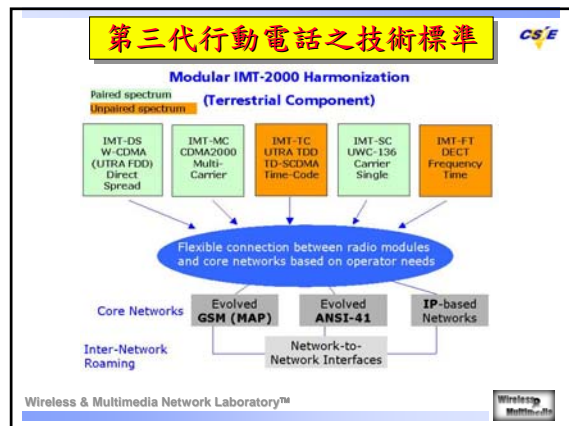 第三代行動電話之技術標準
CS/E
Modular IMT-2000 Harmonization
(Terrestrial Component)
Paired spectrum
Unpaired spectrum
IMT-DS
W-CDMA
(UTRA FDD)
Direct
Spread
IMT-MC
CDMA2000
Multi-
Carrier
IMT-TC
UTRA TDD
TD-SCDMA
Time-Code
IMT-SC
UWC-136
Carrier
Single
IMT-FT
DECT
Frequency
Time
Flexible connection between radio modules
and core networks based on operator needs
Core Networks
Evolved
GSM (MAP)
Evolved
ANSI-41
IP-based
Networks
Inter-Network
Roaming
Network-to-
Network Interfaces
Wireless & Multimedia Network Laboratory™
Wireless
Multimedia